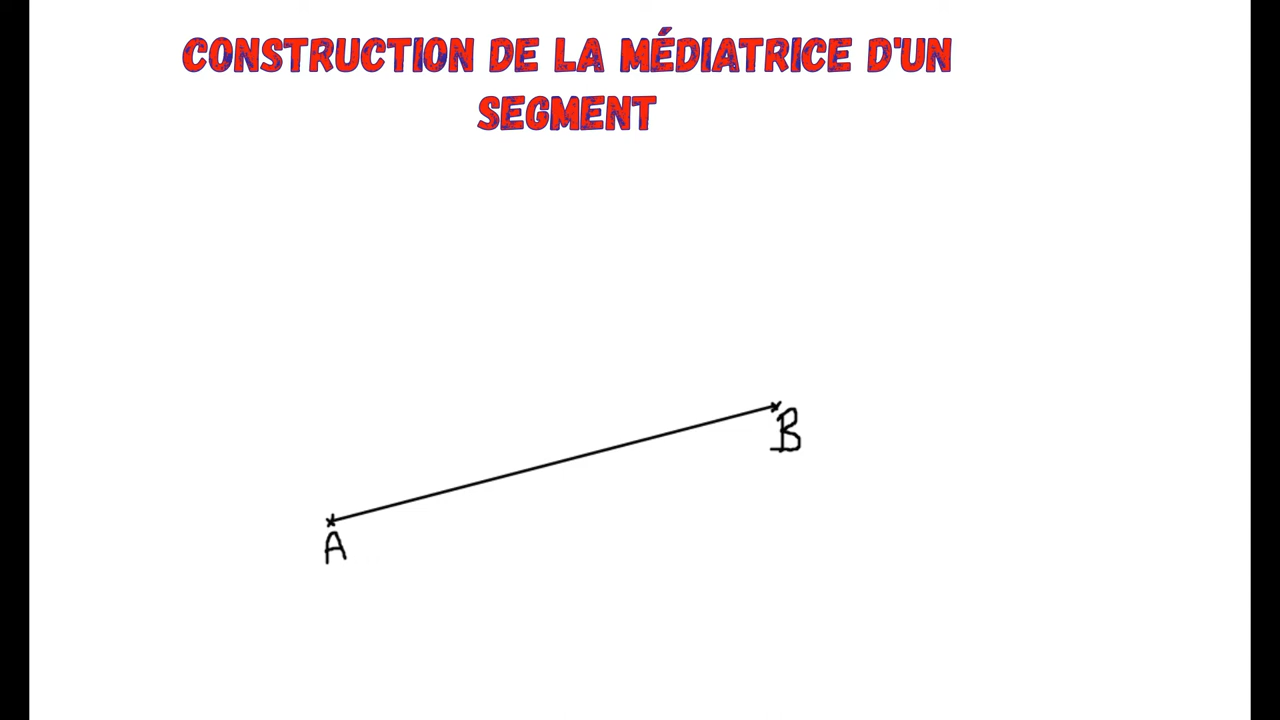 CONSTRUCTION DE LA MÉDIATRICE D'UN
SEGMENT
B
A